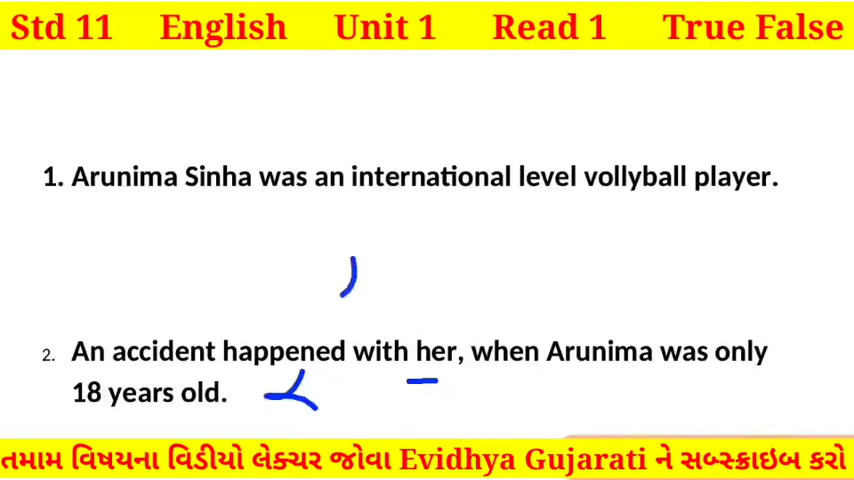 Std 11 English Unit 1 Read 1 True False
1. Arunima Sinha was an international level vollyball player.
2. An accident happened with her, when Arunima was only
18 years old.
તમામ વિષયના વિડીયો લેક્ચર જોવા Evidhya Gujarati ને સબ્સ્ક્રાઇબ કરો